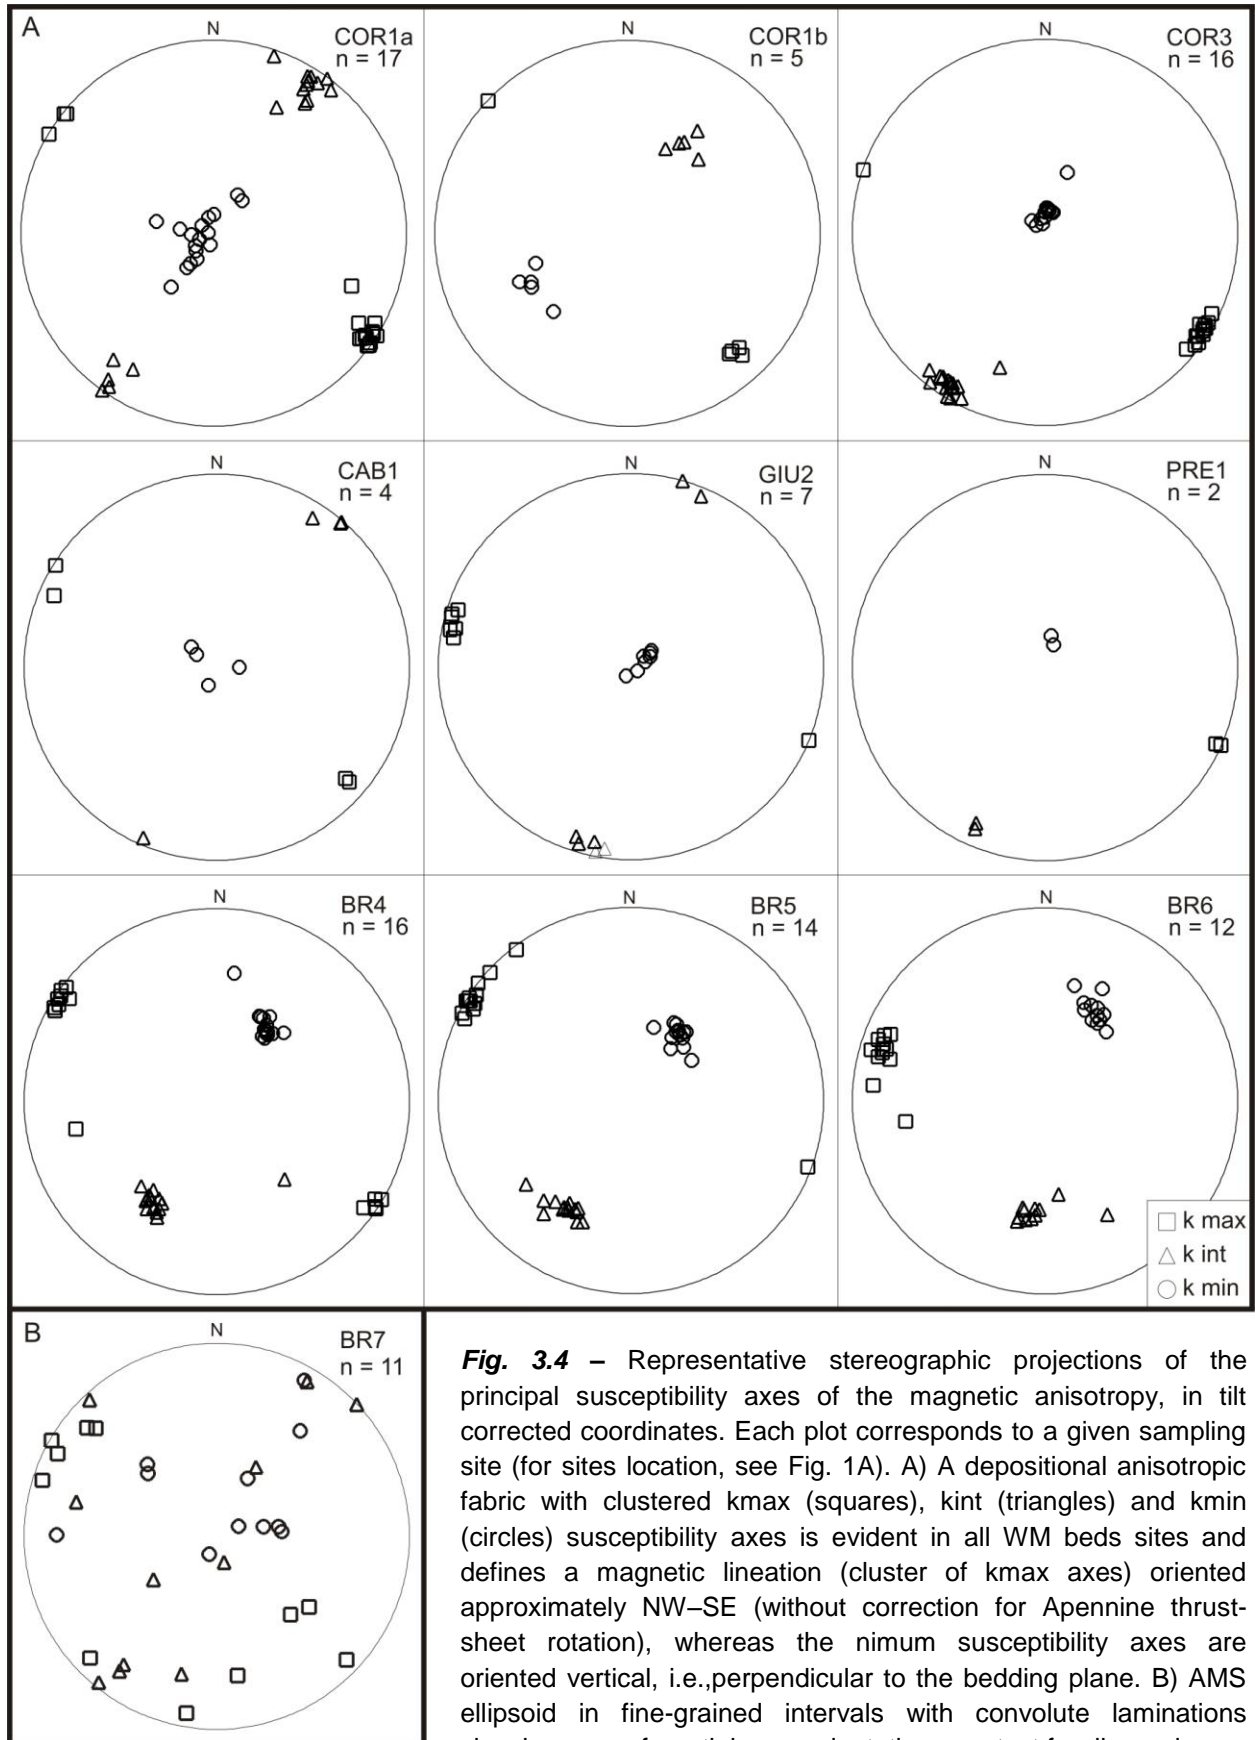 A
N
COR1a
n = 17
N
COR1b
n = 5
N
COR3
n = 16
N
CAB1
n = 4
N
GIU2
n = 7
N
PRE1
n = 2
N
BR4
n = 16
N
BR5
n = 14
N
BR6
n = 12
k max
k int
k min
B
N
BR7
n = 11
Fig. 3.4 – Representative stereographic projections of the
principal susceptibility axes of the magnetic anisotropy, in tilt
corrected coordinates. Each plot corresponds to a given sampling
site (for sites location, see Fig. 1A). A) A depositional anisotropic
fabric with clustered kmax (squares), kint (triangles) and kmin
(circles) susceptibility axes is evident in all WM beds sites and
defines a magnetic lineation (cluster of kmax axes) oriented
approximately NW–SE (without correction for Apennine thrust-
sheet rotation), whereas the nimum susceptibility axes are
oriented vertical, i.e.,perpendicular to the bedding plane. B) AMS
ellipsoid in fine-grained intervals with convolute laminations